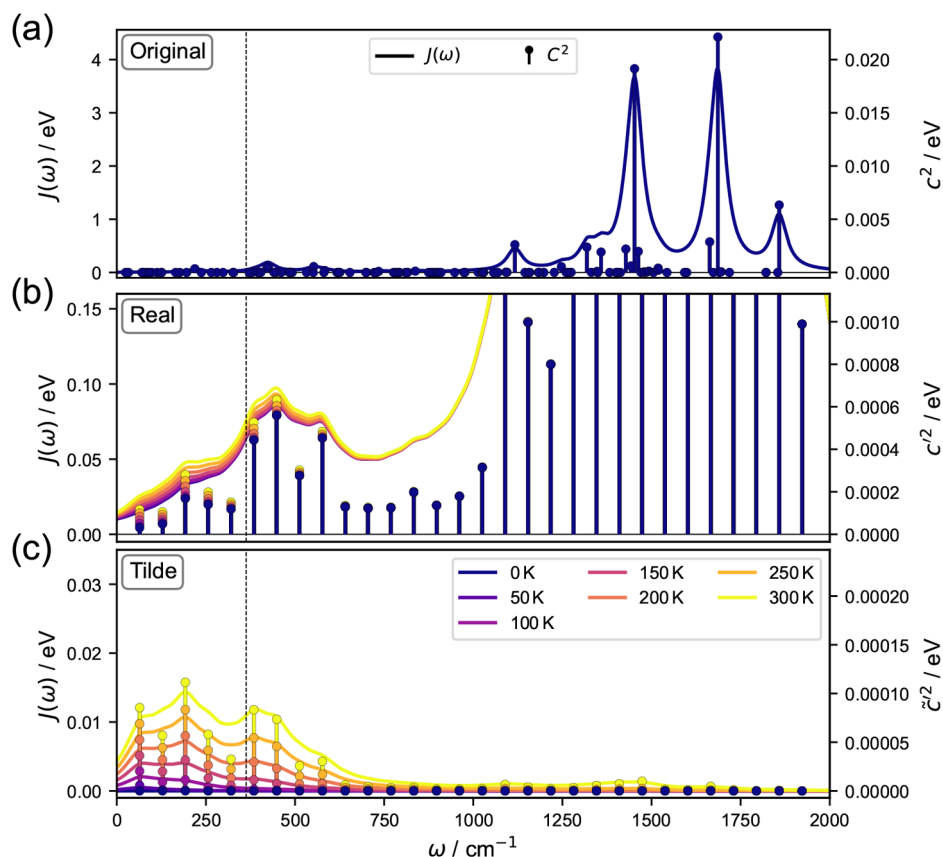 (a)
Original
J(ω)
C²
J(ω) / eV
4
3
2
1
0
0.020
0.015
0.010
0.005
0.000
c² / eV
(b)
Real
J(ω) / eV
0.15
0.10
0.05
0.00
0.0010
0.0008
0.0006
0.0004
0.0002
0.0000
c′² / eV
(c)
Tilde
0 K
150 K
250 K
50 K
200 K
300 K
100 K
J(ω) / eV
0.03
0.02
0.01
0.00
0.00020
0.00015
0.00010
0.00005
0.00000
c̃′² / eV
0
250
500
750
1000
1250
1500
1750
2000
ω / cm⁻¹